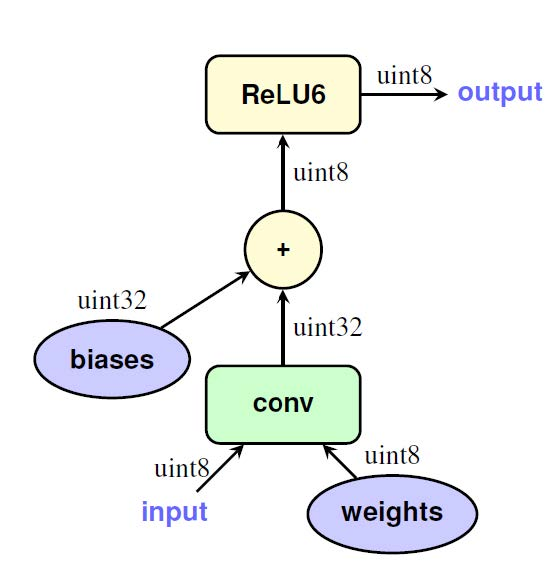 uint8
ReLU6
output
uint8
+
uint32
biases
uint32
conv
uint8
uint8
input
weights